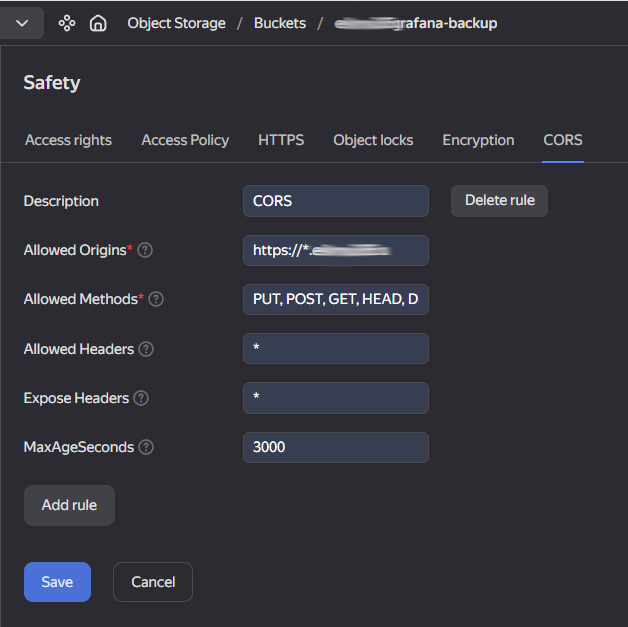 Object Storage / Buckets / grafana-backup
Safety
Access rights Access Policy HTTPS Object locks Encryption CORS
Description CORS Delete rule
Allowed Origins* https://*.
Allowed Methods* PUT, POST, GET, HEAD, D
Allowed Headers *
Expose Headers *
MaxAgeSeconds 3000
Add rule
Save Cancel